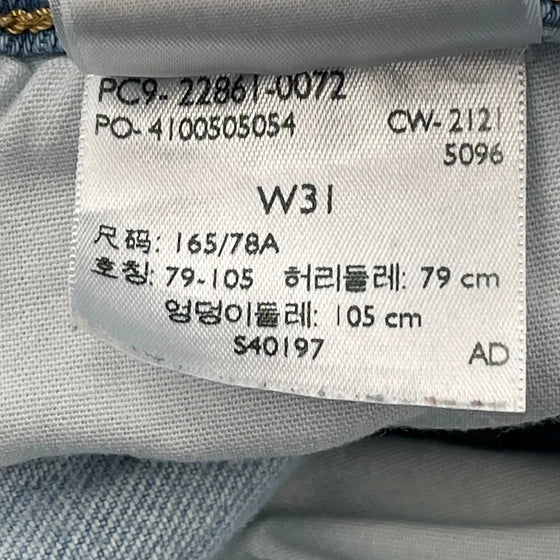 PC9-22861-0072
PO-4100505054 CW-2121
5096
W31
尺码: 165/78A
호칭: 79-105 허리둘레: 79 cm
엉덩이둘레: 105 cm
S40197
AD